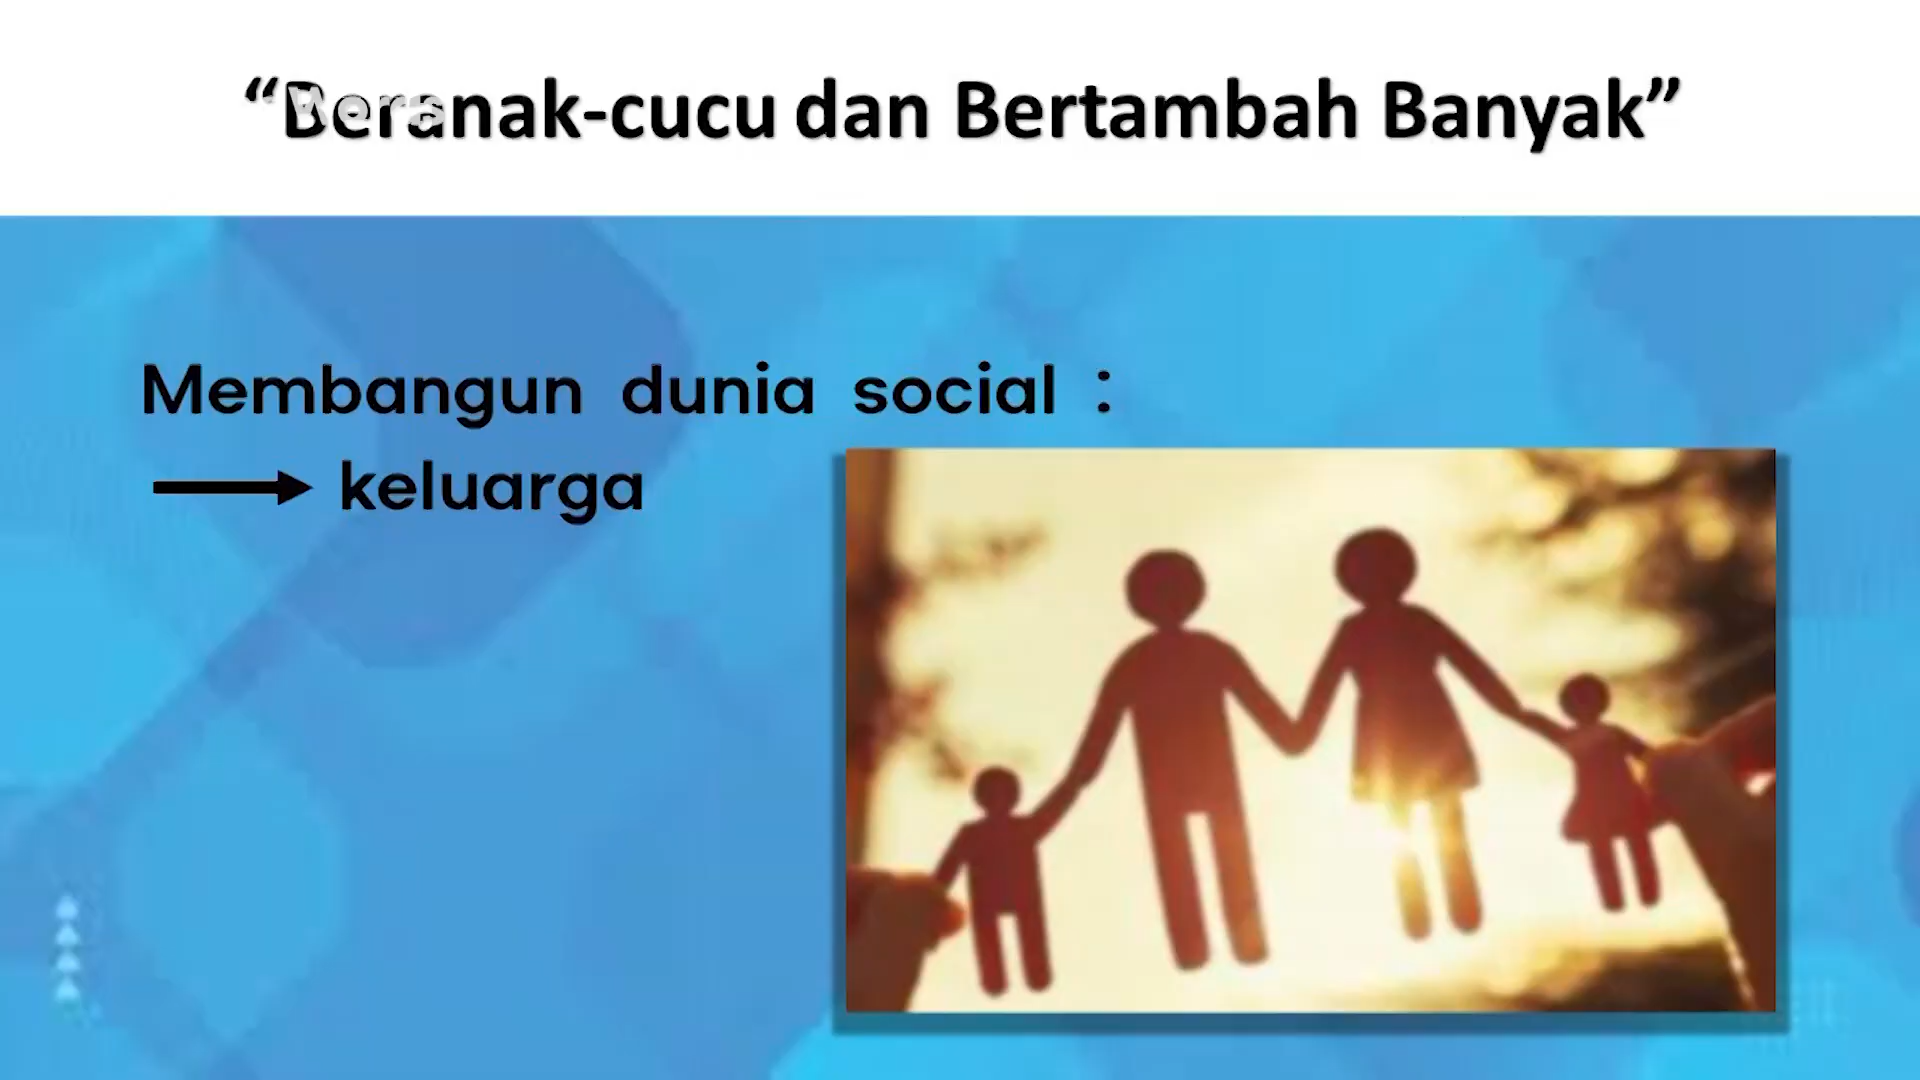 “Beranak-cucu dan Bertambah Banyak”
Membangun dunia social :
keluarga